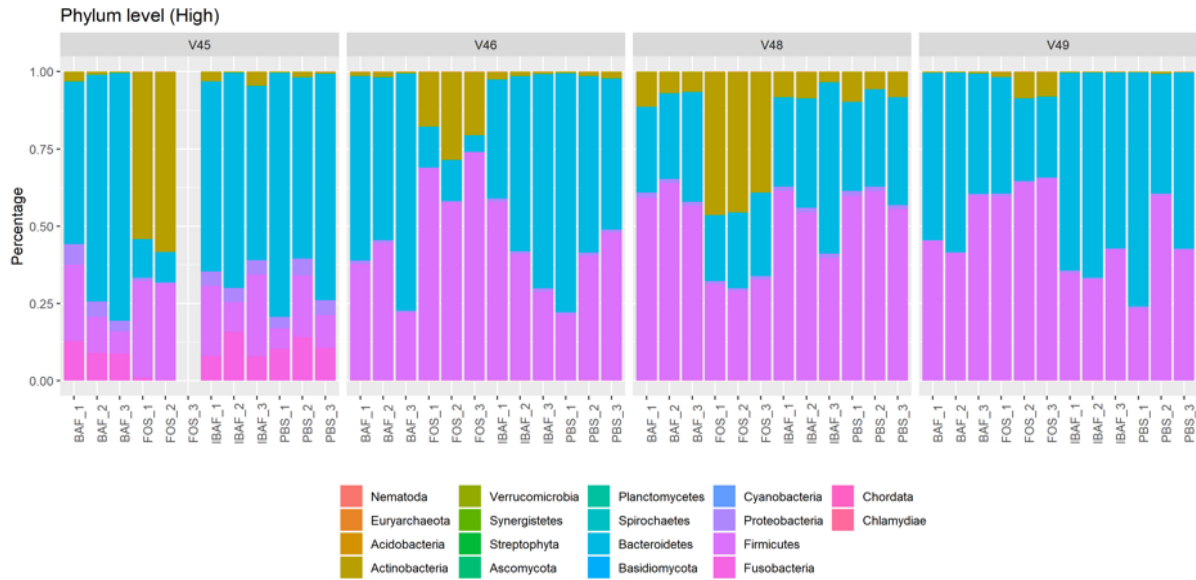 Phylum level (High)
V45 V46 V48 V49
1.00
0.75
0.50
0.25
0.00
Percentage
BAF_1 BAF_2 BAF_3 FOS_1 FOS_2 FOS_3 IBAF_1 IBAF_2 IBAF_3 PBS_1 PBS_2 PBS_3 BAF_1 BAF_2 BAF_3 FOS_1 FOS_2 FOS_3 IBAF_1 IBAF_2 IBAF_3 PBS_1 PBS_2 PBS_3 BAF_1 BAF_2 BAF_3 FOS_1 FOS_2 FOS_3 IBAF_1 IBAF_2 IBAF_3 PBS_1 PBS_2 PBS_3 BAF_1 BAF_2 BAF_3 FOS_1 FOS_2 FOS_3 IBAF_1 IBAF_2 IBAF_3 PBS_1 PBS_2 PBS_3
Nematoda Verrucomicrobia Planctomycetes Cyanobacteria Chordata
Euryarchaeota Synergistetes Spirochaetes Proteobacteria Chlamydiae
Acidobacteria Streptophyta Bacteroidetes Firmicutes
Actinobacteria Ascomycota Basidiomycota Fusobacteria